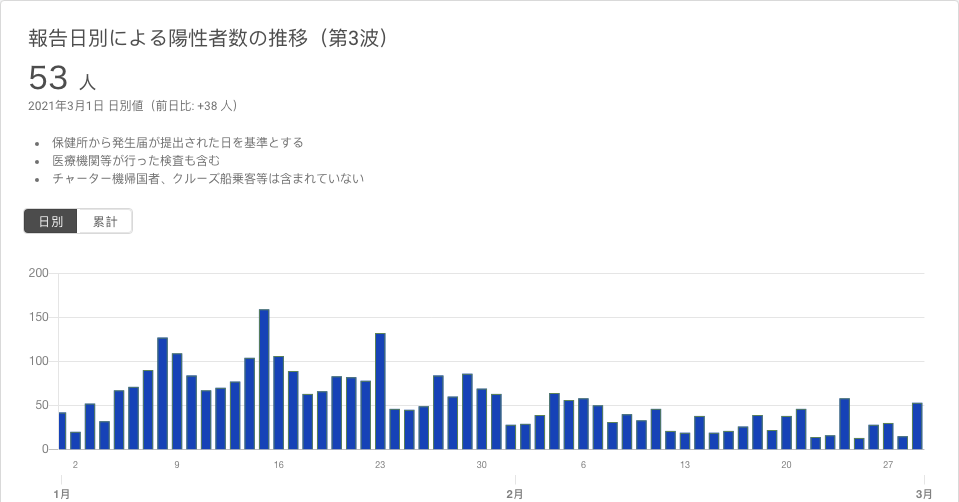 報告日別による陽性者数の推移（第3波）
53 人
2021年3月1日 日別値（前日比: +38 人）
保健所から発生届が提出された日を基準とする
医療機関等が行った検査も含む
チャーター機帰国者、クルーズ船乗客等は含まれていない
日別 累計
200
150
100
50
0
2 9 16 23 30 6 13 20 27
1月 2月 3月